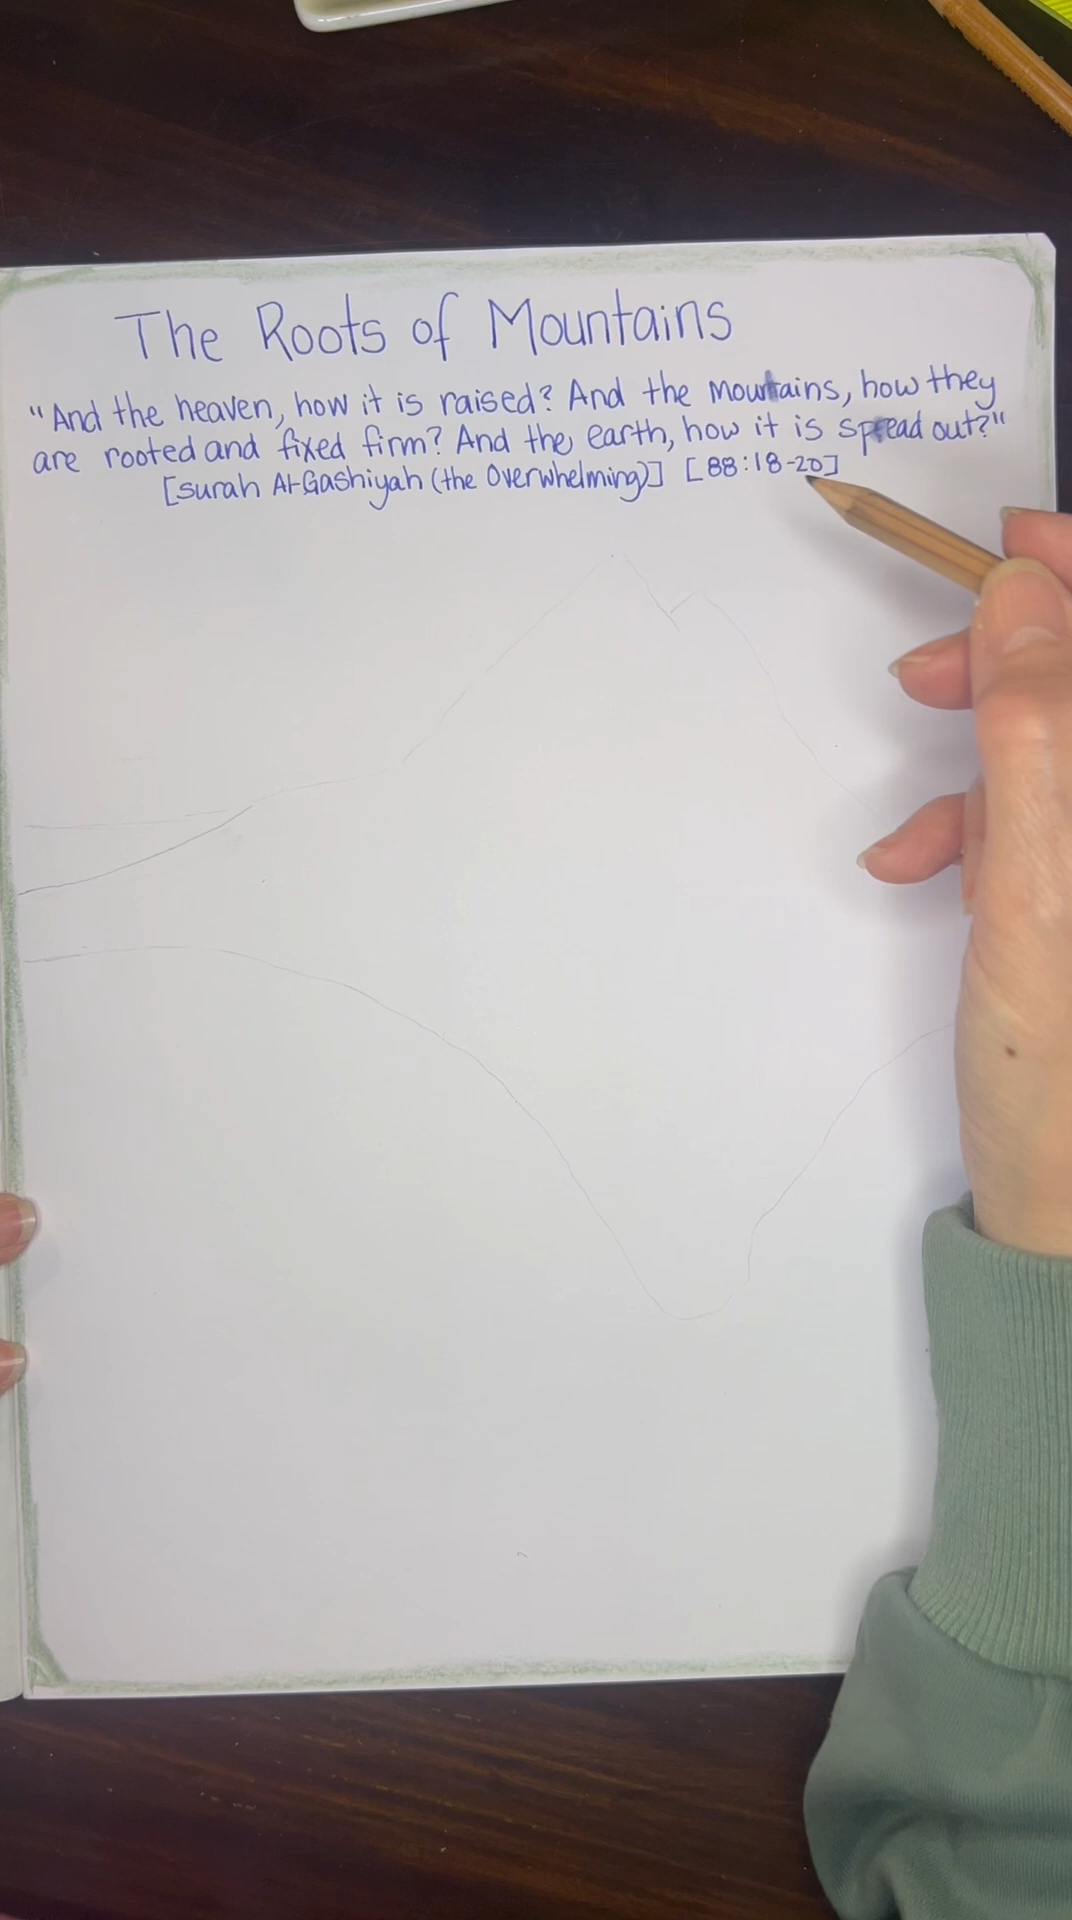 The Roots of Mountains
"And the heaven, how it is raised? And the mountains, how they
are rooted and fixed firm? And the earth, how it is spread out?"
[surah Al-Gashiyah (the Overwhelming)] [88:18-20]